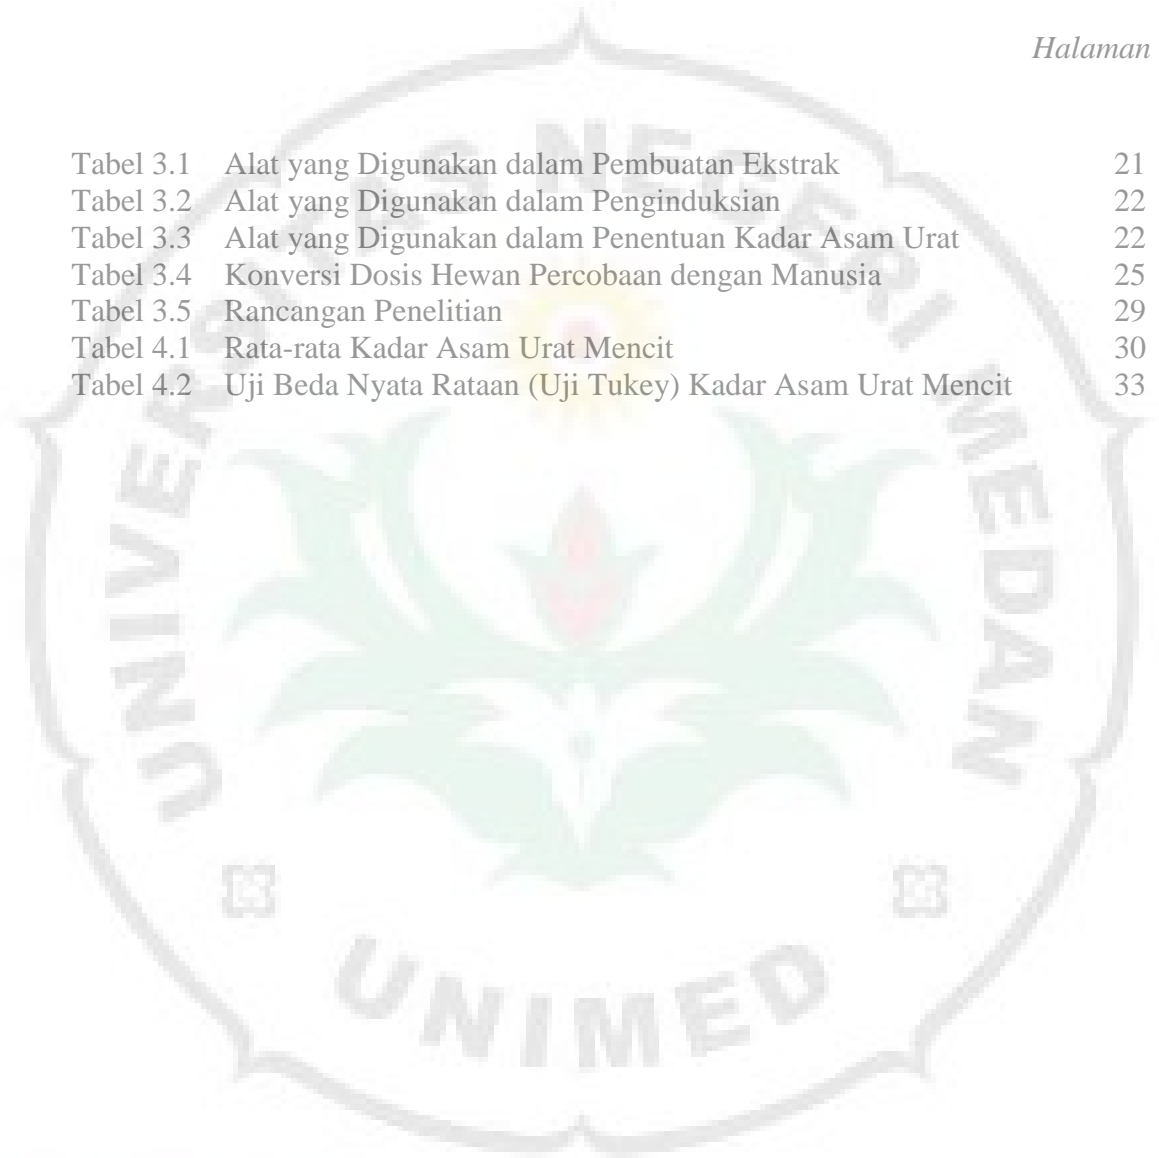 Halaman
Tabel 3.1 Alat yang Digunakan dalam Pembuatan Ekstrak 21
Tabel 3.2 Alat yang Digunakan dalam Penginduksian 22
Tabel 3.3 Alat yang Digunakan dalam Penentuan Kadar Asam Urat 22
Tabel 3.4 Konversi Dosis Hewan Percobaan dengan Manusia 25
Tabel 3.5 Rancangan Penelitian 29
Tabel 4.1 Rata-rata Kadar Asam Urat Mencit 30
Tabel 4.2 Uji Beda Nyata Rataan (Uji Tukey) Kadar Asam Urat Mencit 33
UNIVERSITAS NEGERI MEDAN
UNIMED